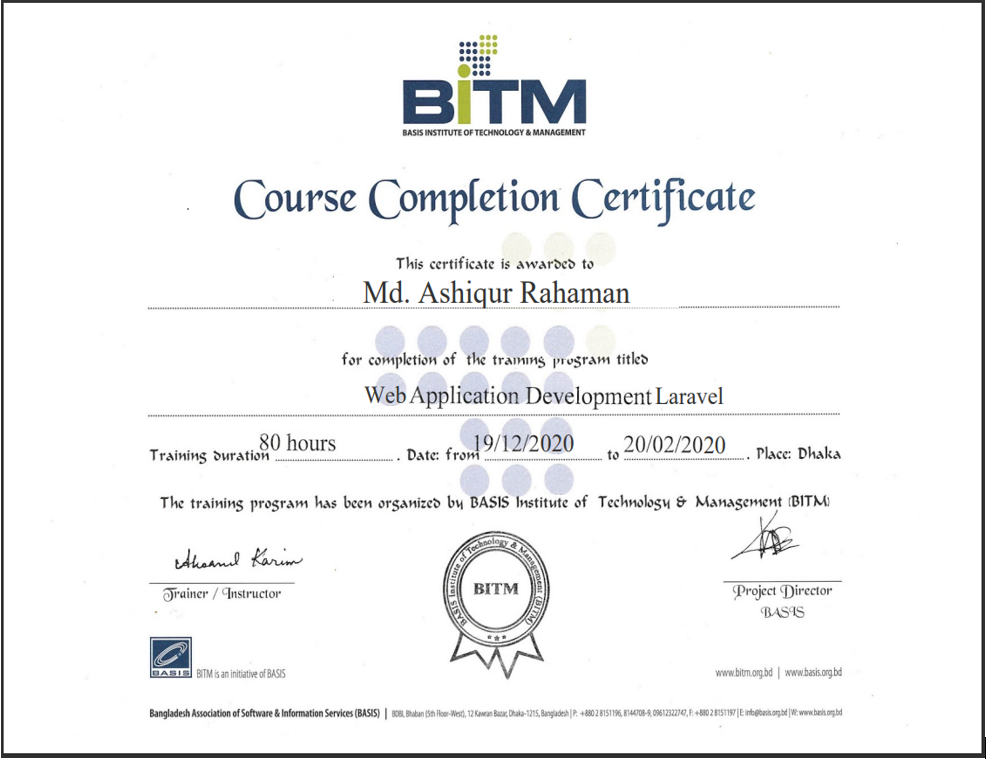 BiTM
BASIS INSTITUTE OF TECHNOLOGY & MANAGEMENT
Course Completion Certificate
This certificate is awarded to
Md. Ashiqur Rahaman
for completion of the training program titled
Web Application Development Laravel
Training duration 80 hours . Date: from 19/12/2020 to 20/02/2020 . Place: Dhaka
The training program has been organized by BASIS Institute of Technology & Management (BITM)
Ahsanul Karim
Trainer / Instructor
Project Director
BASIS
BASIS Institute of Technology & Management (BITM)
BITM
BASIS
BITM is an initiative of BASIS
www.bitm.org.bd | www.basis.org.bd
Bangladesh Association of Software & Information Services (BASIS) | BDBL Bhaban (5th Floor-West), 12 Kawran Bazar, Dhaka-1215, Bangladesh | P: +880 2 8151196, 8144708-9, 09612322747, F: +880 2 8151197 | E: info@basis.org.bd | W: www.basis.org.bd